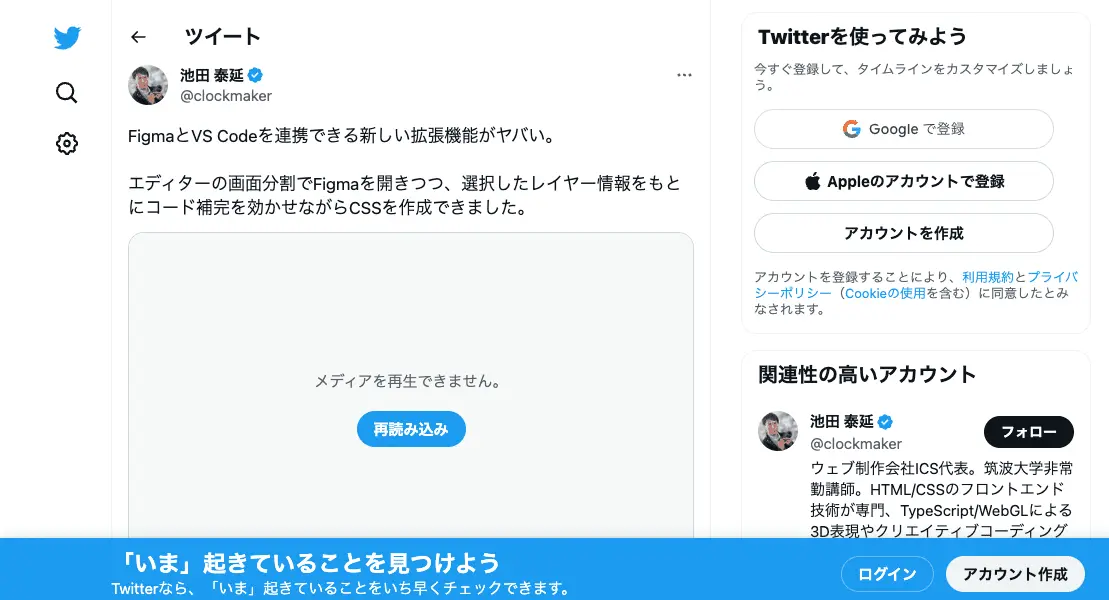 ツイート
池田 泰延
@clockmaker
FigmaとVS Codeを連携できる新しい拡張機能がヤバい。
エディターの画面分割でFigmaを開きつつ、選択したレイヤー情報をもと
にコード補完を効かせながらCSSを作成できました。
メディアを再生できません。
再読み込み
Twitterを使ってみよう
今すぐ登録して、タイムラインをカスタマイズしましょ
う。
Google で登録
Appleのアカウントで登録
アカウントを作成
アカウントを登録することにより、利用規約とプライバ
シーポリシー（Cookieの使用を含む）に同意したとみ
なされます。
関連性の高いアカウント
池田 泰延
@clockmaker
フォロー
ウェブ制作会社ICS代表。筑波大学非常
勤講師。HTML/CSSのフロントエンド
技術が専門、TypeScript/WebGLによる
3D表現やクリエイティブコーディング
「いま」起きていることを見つけよう
Twitterなら、「いま」起きていることをいち早くチェックできます。
ログイン
アカウント作成